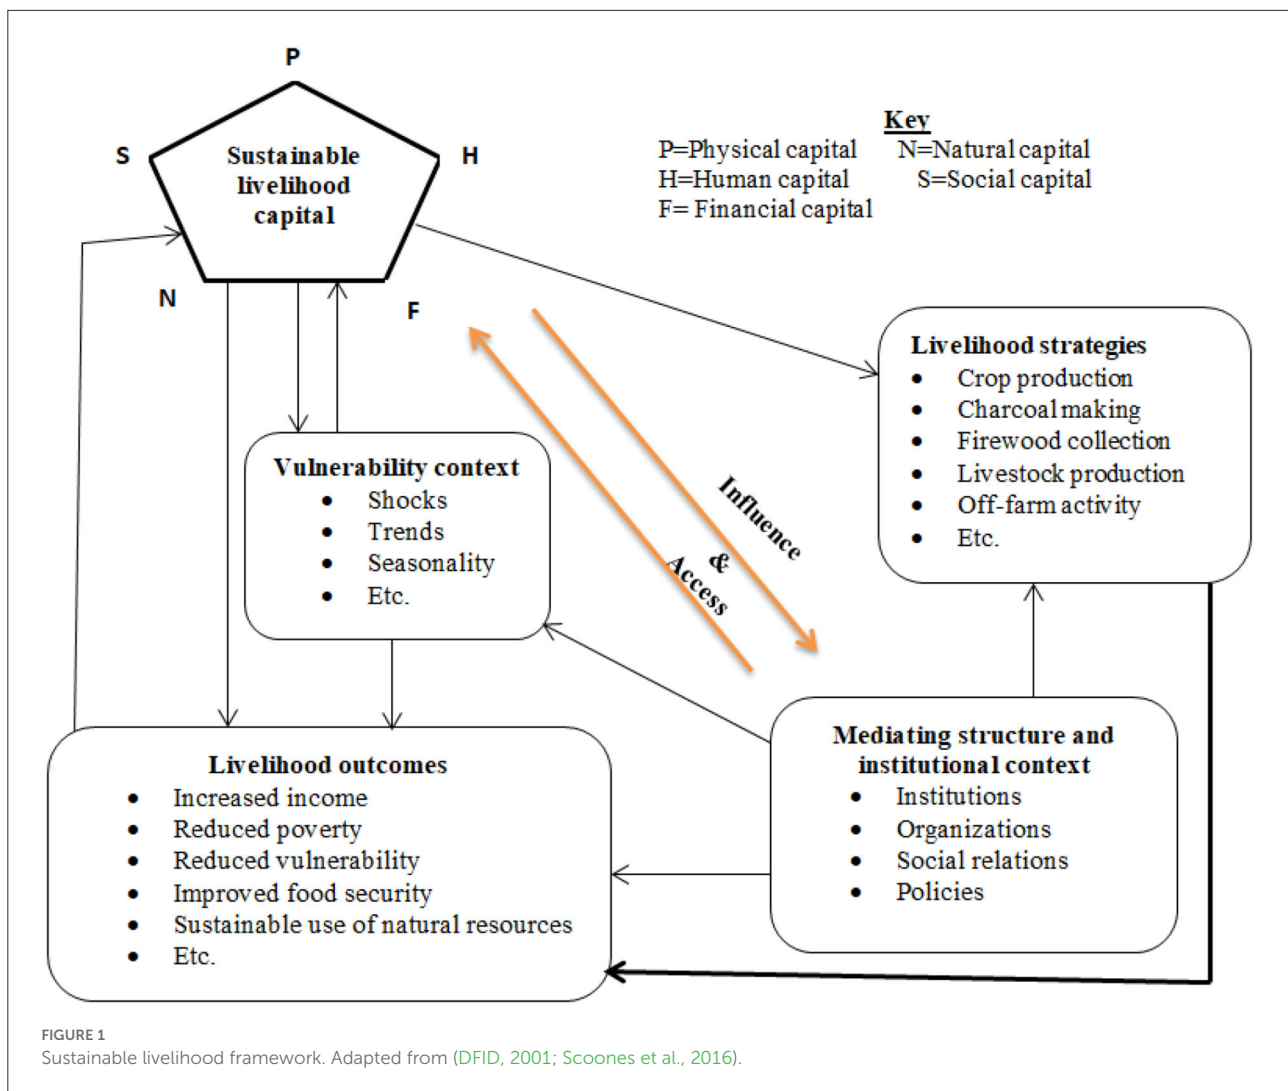 P
S
H
N
F
Sustainable
livelihood
capital
Key
P=Physical capital N=Natural capital
H=Human capital S=Social capital
F= Financial capital
Livelihood strategies
• Crop production
• Charcoal making
• Firewood collection
• Livestock production
• Off-farm activity
• Etc.
Vulnerability context
• Shocks
• Trends
• Seasonality
• Etc.
Influence
&
Access
Livelihood outcomes
• Increased income
• Reduced poverty
• Reduced vulnerability
• Improved food security
• Sustainable use of natural resources
• Etc.
Mediating structure and
institutional context
• Institutions
• Organizations
• Social relations
• Policies
FIGURE 1
Sustainable livelihood framework. Adapted from (DFID, 2001; Scoones et al., 2016).